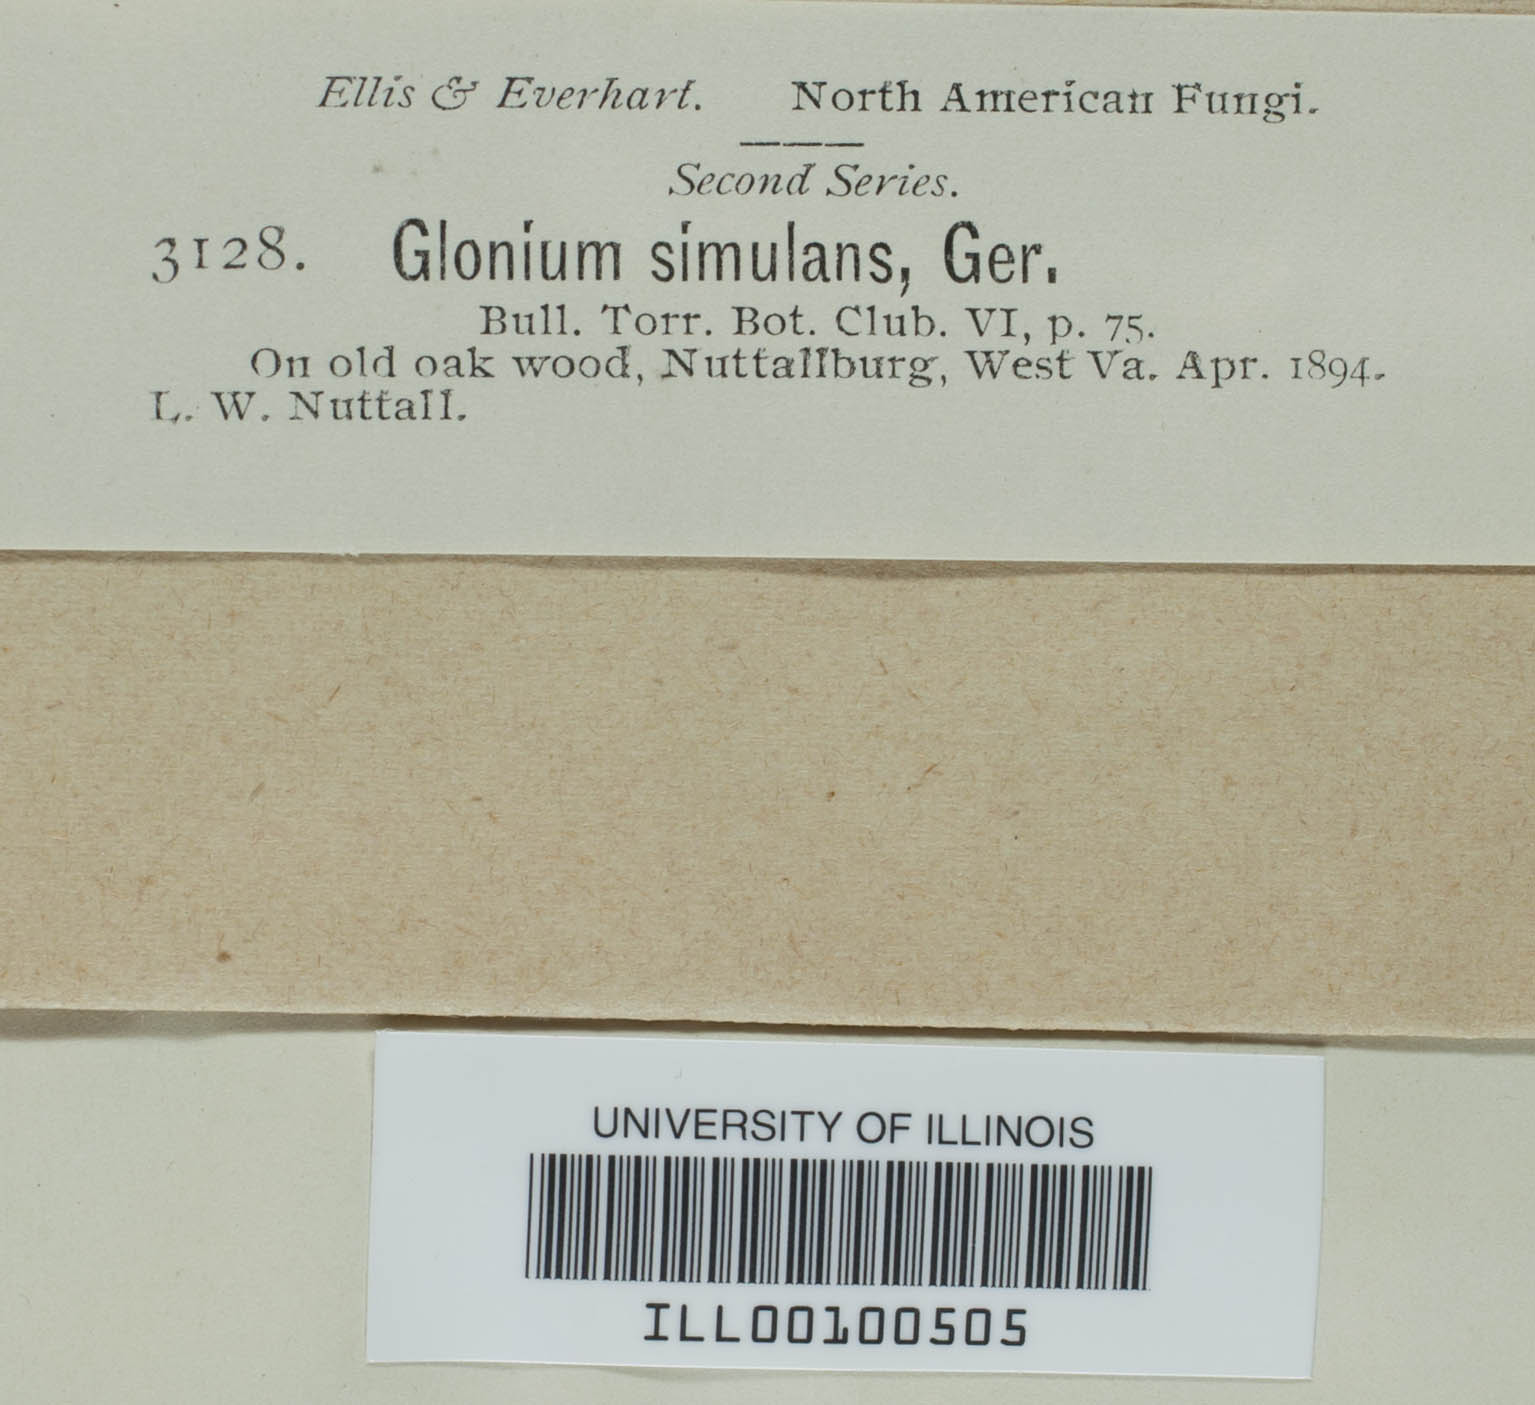 Ellis & Everhart. North American Fungi.
Second Series.
3128. Glonium simulans, Ger.
Bull. Torr. Bot. Club. VI, p. 75.
On old oak wood, Nuttallburg, West Va. Apr. 1894.
L. W. Nuttall.
UNIVERSITY OF ILLINOIS
ILL00100505